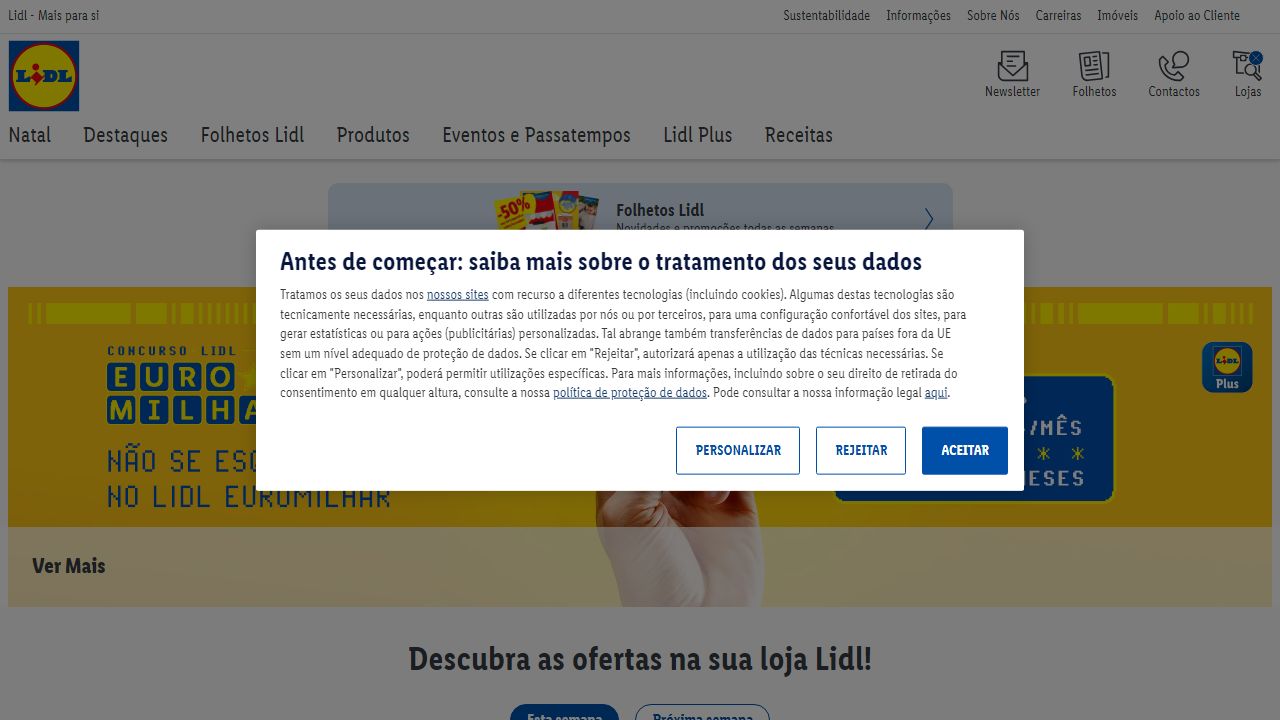 Lidl - Mais para si
Sustentabilidade Informações Sobre Nós Carreiras Imóveis Apoio ao Cliente
LIDL
Newsletter Folhetos Contactos Lojas
Natal Destaques Folhetos Lidl Produtos Eventos e Passatempos Lidl Plus Receitas
-50%
Folhetos Lidl
Novidades e promoções todas as semanas
Antes de começar: saiba mais sobre o tratamento dos seus dados
Tratamos os seus dados nos nossos sites com recurso a diferentes tecnologias (incluindo cookies). Algumas destas tecnologias são
tecnicamente necessárias, enquanto outras são utilizadas por nós ou por terceiros, para uma configuração confortável dos sites, para
gerar estatísticas ou para ações (publicitárias) personalizadas. Tal abrange também transferências de dados para países fora da UE
sem um nível adequado de proteção de dados. Se clicar em "Rejeitar", autorizará apenas a utilização das técnicas necessárias. Se
clicar em "Personalizar", poderá permitir utilizações específicas. Para mais informações, incluindo sobre o seu direito de retirada do
consentimento em qualquer altura, consulte a nossa política de proteção de dados. Pode consultar a nossa informação legal aqui.
PERSONALIZAR REJEITAR ACEITAR
CONCURSO LIDL
EURO
MILHA
NÃO SE ESQ
NO LIDL EUROMILHAR
LIDL
Plus
/MÊS
* *
ESES
Ver Mais
Descubra as ofertas na sua loja Lidl!
Esta semana Próxima semana